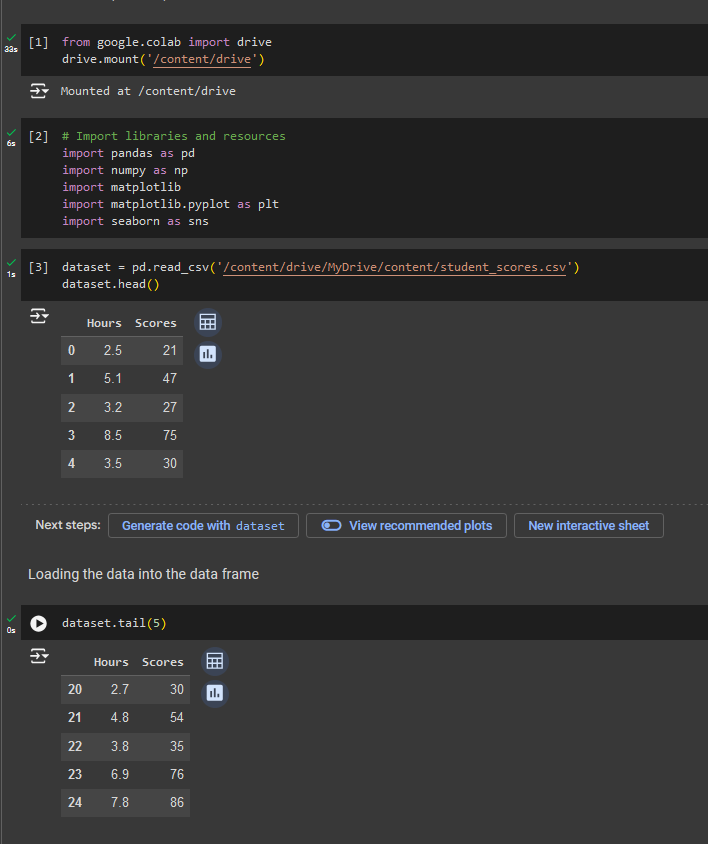 33s
[1] from google.colab import drive
drive.mount('/content/drive')
Mounted at /content/drive
6s
[2] # Import libraries and resources
import pandas as pd
import numpy as np
import matplotlib
import matplotlib.pyplot as plt
import seaborn as sns
1s
[3] dataset = pd.read_csv('/content/drive/MyDrive/content/student_scores.csv')
dataset.head()
Hours Scores
0 2.5 21
1 5.1 47
2 3.2 27
3 8.5 75
4 3.5 30
Next steps: Generate code with dataset View recommended plots New interactive sheet
Loading the data into the data frame
0s
dataset.tail(5)
Hours Scores
20 2.7 30
21 4.8 54
22 3.8 35
23 6.9 76
24 7.8 86